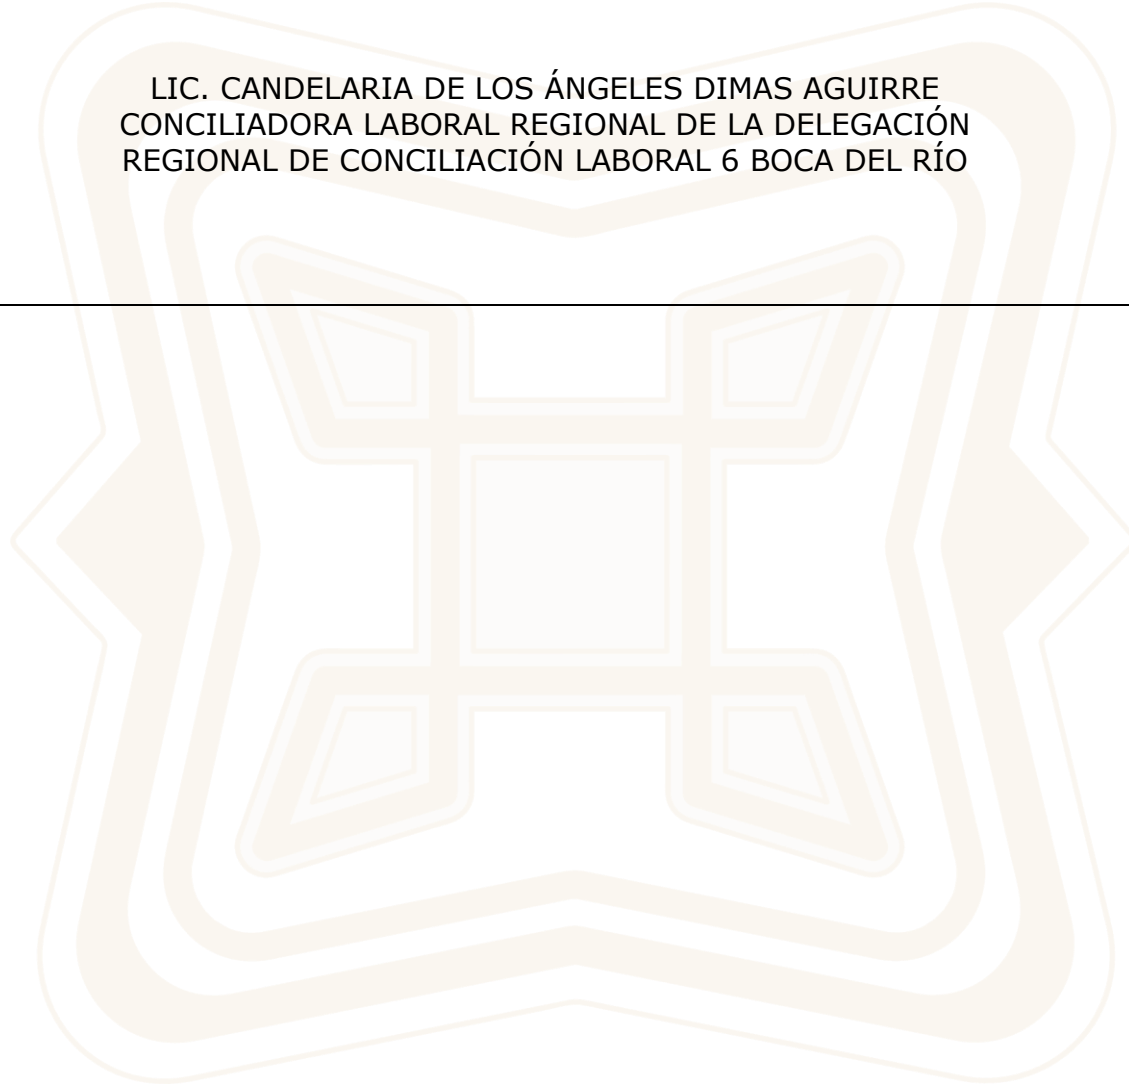 LIC. CANDELARIA DE LOS ÁNGELES DIMAS AGUIRRE
CONCILIADORA LABORAL REGIONAL DE LA DELEGACIÓN
REGIONAL DE CONCILIACIÓN LABORAL 6 BOCA DEL RÍO